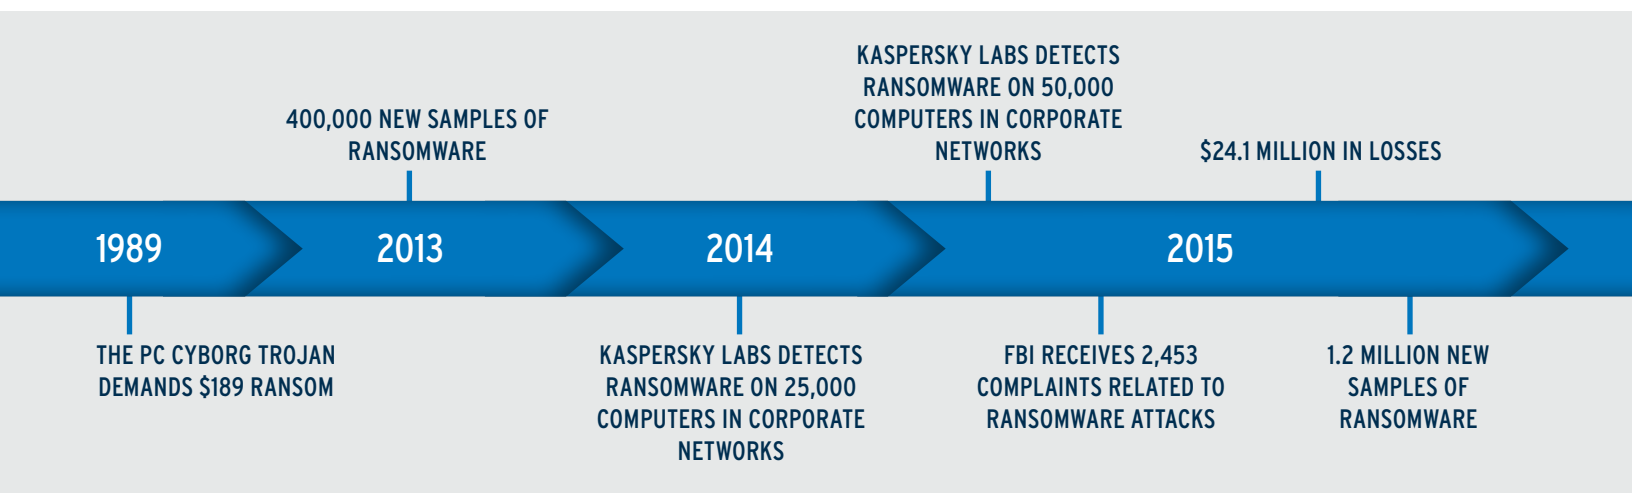 KASPERSKY LABS DETECTS
RANSOMWARE ON 50,000
COMPUTERS IN CORPORATE
NETWORKS
400,000 NEW SAMPLES OF
RANSOMWARE
$24.1 MILLION IN LOSSES
1989
2013
2014
2015
THE PC CYBORG TROJAN
DEMANDS $189 RANSOM
KASPERSKY LABS DETECTS
RANSOMWARE ON 25,000
COMPUTERS IN CORPORATE
NETWORKS
FBI RECEIVES 2,453
COMPLAINTS RELATED TO
RANSOMWARE ATTACKS
1.2 MILLION NEW
SAMPLES OF
RANSOMWARE